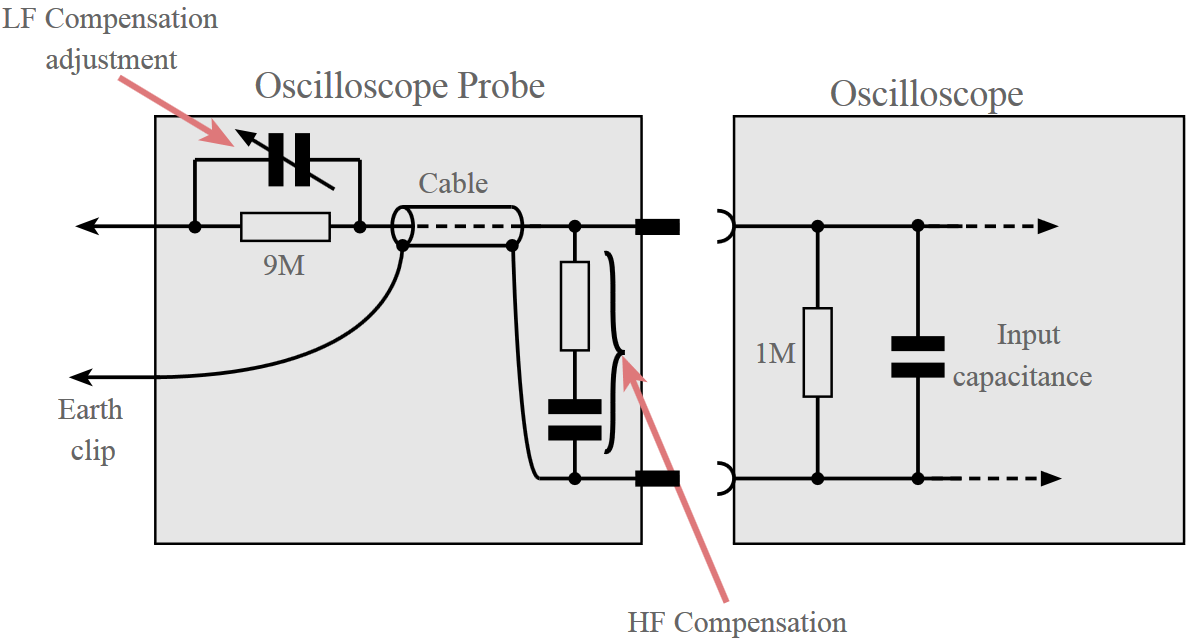 LF Compensation
adjustment
Oscilloscope Probe
Oscilloscope
Cable
9M
1M
Input
capacitance
Earth
clip
HF Compensation